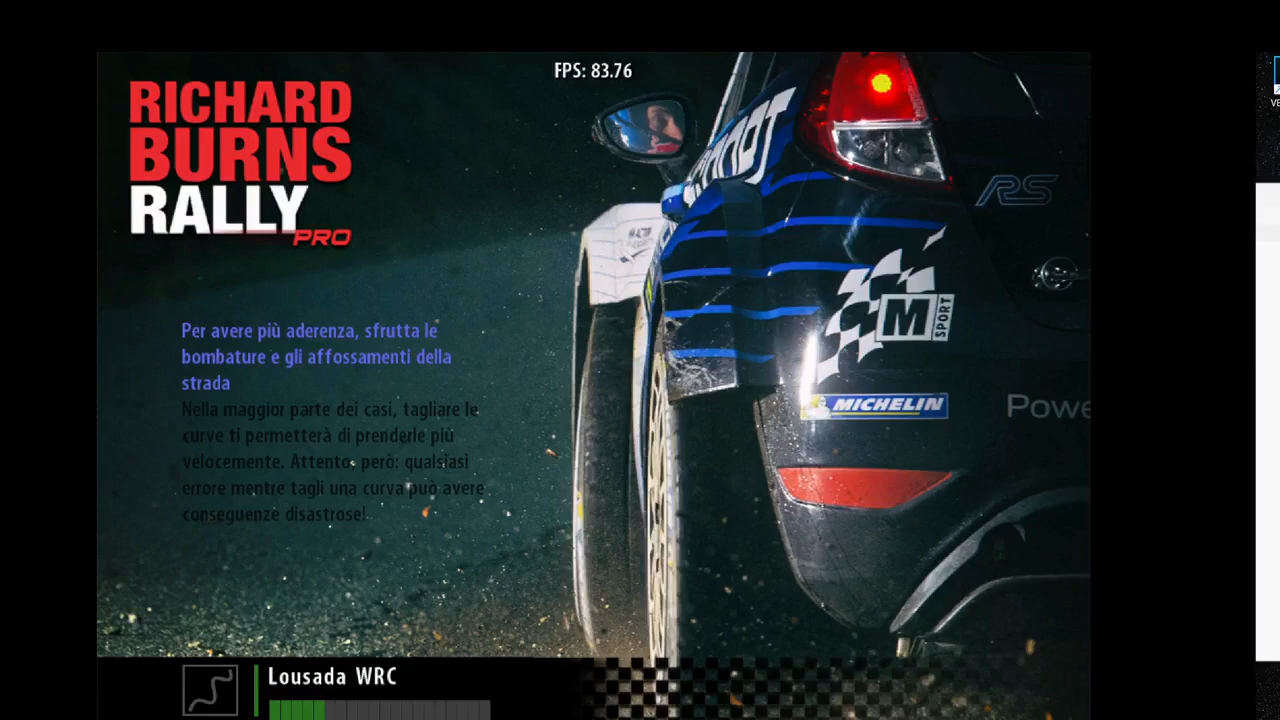 FPS: 83.76
RICHARD
BURNS
RALLY
PRO
RS
M
SPORT
MICHELIN
Powe
Per avere più aderenza, sfrutta le
bombature e gli affossamenti della
strada
Nella maggior parte dei casi, tagliare le
curve ti permetterà di prenderle più
velocemente. Attento, però: qualsiasi
errore mentre tagli una curva può avere
conseguenze disastrose!
Lousada WRC